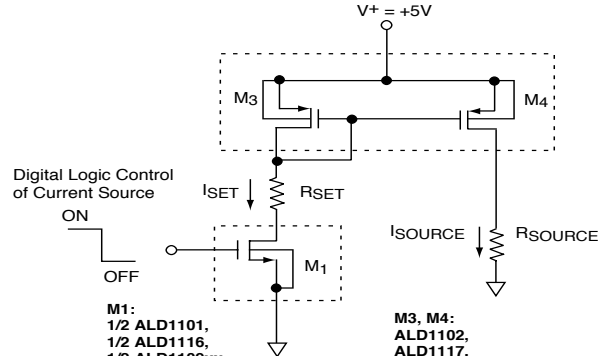 V+ = +5V
M3
M4
Digital Logic Control
of Current Source
ON
OFF
ISET
RSET
M1
ISOURCE
RSOURCE
M1:
1/2 ALD1101,
1/2 ALD1116,
M3, M4:
ALD1102,
ALD1117,